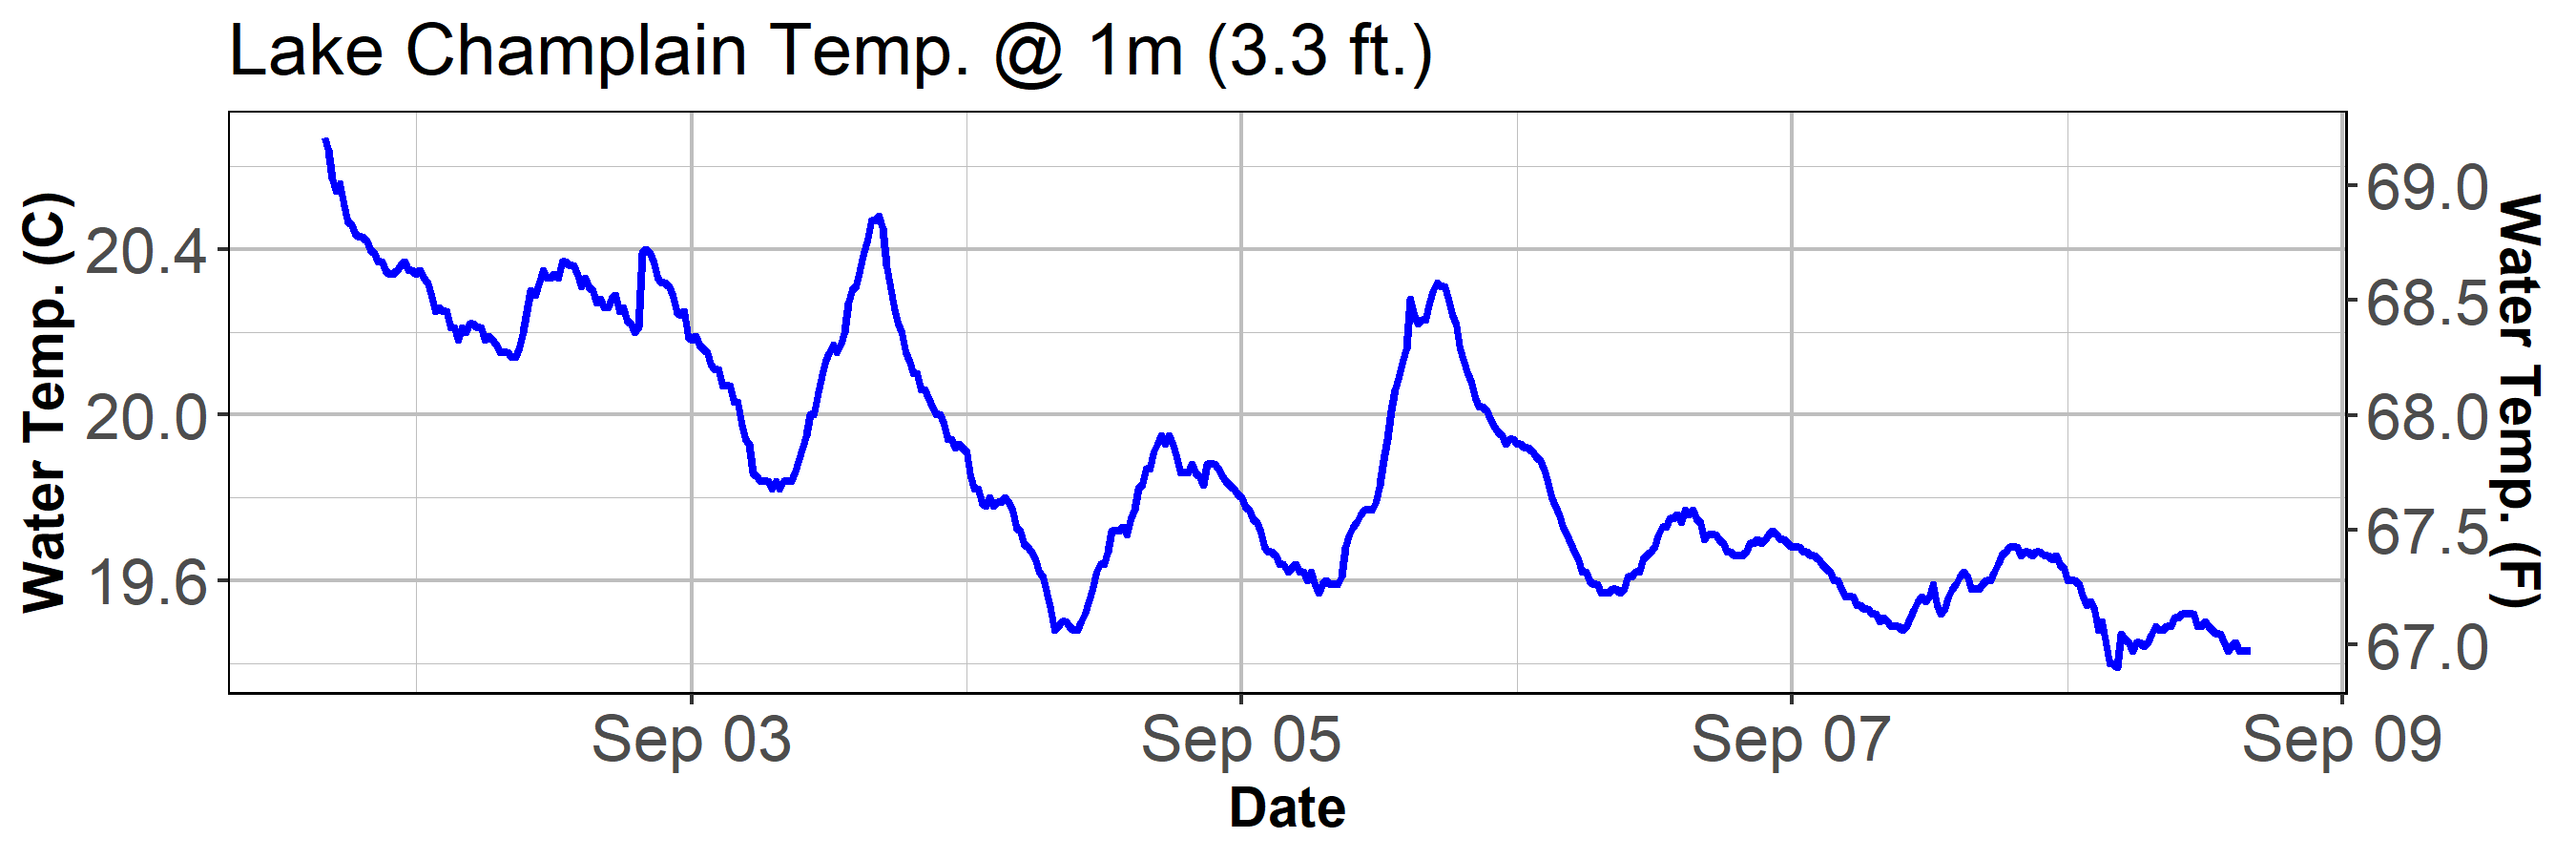 Lake Champlain Temp. @ 1m (3.3 ft.)
Water Temp. (C)
20.4
20.0
19.6
69.0
68.5
68.0
67.5
67.0
Water Temp. (F)
Sep 03 Sep 05 Sep 07 Sep 09
Date